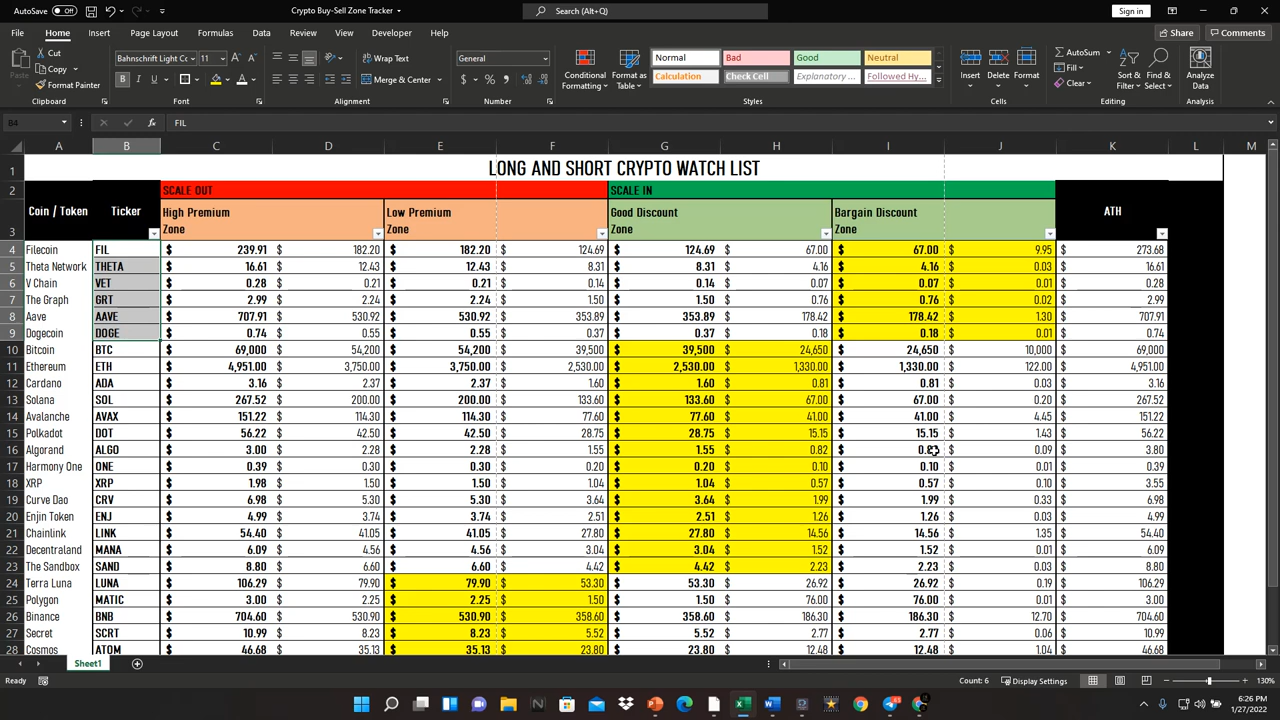 AutoSave Off Crypto Buy-Sell Zone Tracker Search (Alt+Q) Sign in
File Home Insert Page Layout Formulas Data Review View Developer Help Share Comments
Cut Bahnschrift Light C 11 Wrap Text General Normal Bad Good Neutral AutoSum
Copy Fill
Paste Format Painter Merge & Center Conditional Formatting Format as Table Calculation Check Cell Explanatory ... Followed Hy... Insert Delete Format Clear Sort & Filter Find & Select Analyze Data
Clipboard Font Alignment Number Styles Cells Editing Analysis
B4 FIL
A B C D E F G H I J K L M
1 LONG AND SHORT CRYPTO WATCH LIST
2 SCALE OUT SCALE IN
3 Coin / Token Ticker High Premium Zone Low Premium Zone Good Discount Zone Bargain Discount Zone ATH
4 Filecoin FIL $ 239.91 $ 182.20 $ 182.20 $ 124.69 $ 124.69 $ 67.00 $ 67.00 $ 9.95 $ 273.68
5 Theta Network THETA $ 16.61 $ 12.43 $ 12.43 $ 8.31 $ 8.31 $ 4.16 $ 4.16 $ 0.03 $ 16.61
6 V Chain VET $ 0.28 $ 0.21 $ 0.21 $ 0.14 $ 0.14 $ 0.07 $ 0.07 $ 0.01 $ 0.28
7 The Graph GRT $ 2.99 $ 2.24 $ 2.24 $ 1.50 $ 1.50 $ 0.76 $ 0.76 $ 0.02 $ 2.99
8 Aave AAVE $ 707.91 $ 530.92 $ 530.92 $ 353.89 $ 353.89 $ 178.42 $ 178.42 $ 1.30 $ 707.91
9 Dogecoin DOGE $ 0.74 $ 0.55 $ 0.55 $ 0.37 $ 0.37 $ 0.18 $ 0.18 $ 0.01 $ 0.74
10 Bitcoin BTC $ 69,000 $ 54,200 $ 54,200 $ 39,500 $ 39,500 $ 24,650 $ 24,650 $ 10,000 $ 69,000
11 Ethereum ETH $ 4,951.00 $ 3,750.00 $ 3,750.00 $ 2,530.00 $ 2,530.00 $ 1,330.00 $ 1,330.00 $ 122.00 $ 4,951.00
12 Cardano ADA $ 3.16 $ 2.37 $ 2.37 $ 1.60 $ 1.60 $ 0.81 $ 0.81 $ 0.03 $ 3.16
13 Solana SOL $ 267.52 $ 200.00 $ 200.00 $ 133.60 $ 133.60 $ 67.00 $ 67.00 $ 0.20 $ 267.52
14 Avalanche AVAX $ 151.22 $ 114.30 $ 114.30 $ 77.60 $ 77.60 $ 41.00 $ 41.00 $ 4.45 $ 151.22
15 Polkadot DOT $ 56.22 $ 42.50 $ 42.50 $ 28.75 $ 28.75 $ 15.15 $ 15.15 $ 1.43 $ 56.22
16 Algorand ALGO $ 3.00 $ 2.28 $ 2.28 $ 1.55 $ 1.55 $ 0.82 $ $ 0.09 $ 3.80
17 Harmony One ONE $ 0.39 $ 0.30 $ 0.30 $ 0.20 $ 0.20 $ 0.10 $ 0.10 $ 0.01 $ 0.39
18 XRP XRP $ 1.98 $ 1.50 $ 1.50 $ 1.04 $ 1.04 $ 0.57 $ 0.57 $ 0.10 $ 3.55
19 Curve Dao CRV $ 6.98 $ 5.30 $ 5.30 $ 3.64 $ 3.64 $ 1.99 $ 1.99 $ 0.33 $ 6.98
20 Enjin Token ENJ $ 4.99 $ 3.74 $ 3.74 $ 2.51 $ 2.51 $ 1.26 $ 1.26 $ 0.03 $ 4.99
21 Chainlink LINK $ 54.40 $ 41.05 $ 41.05 $ 27.80 $ 27.80 $ 14.56 $ 14.56 $ 1.35 $ 54.40
22 Decentraland MANA $ 6.09 $ 4.56 $ 4.56 $ 3.04 $ 3.04 $ 1.52 $ 1.52 $ 0.01 $ 6.09
23 The Sandbox SAND $ 8.80 $ 6.60 $ 6.60 $ 4.42 $ 4.42 $ 2.23 $ 2.23 $ 0.03 $ 8.80
24 Terra Luna LUNA $ 106.29 $ 79.90 $ 79.90 $ 53.30 $ 53.30 $ 26.92 $ 26.92 $ 0.19 $ 106.29
25 Polygon MATIC $ 3.00 $ 2.25 $ 2.25 $ 1.50 $ 1.50 $ 76.00 $ 76.00 $ 0.01 $ 3.00
26 Binance BNB $ 704.60 $ 530.90 $ 530.90 $ 358.60 $ 358.60 $ 186.30 $ 186.30 $ 12.70 $ 704.60
27 Secret SCRT $ 10.99 $ 8.23 $ 8.23 $ 5.52 $ 5.52 $ 2.77 $ 2.77 $ 0.06 $ 10.99
28 Cosmos ATOM $ 46.68 $ 35.13 $ 35.13 $ 23.80 $ 23.80 $ 12.48 $ 12.48 $ 1.04 $ 46.68
Sheet1
Ready Count: 6 Display Settings 130%
6:26 PM
1/27/2022